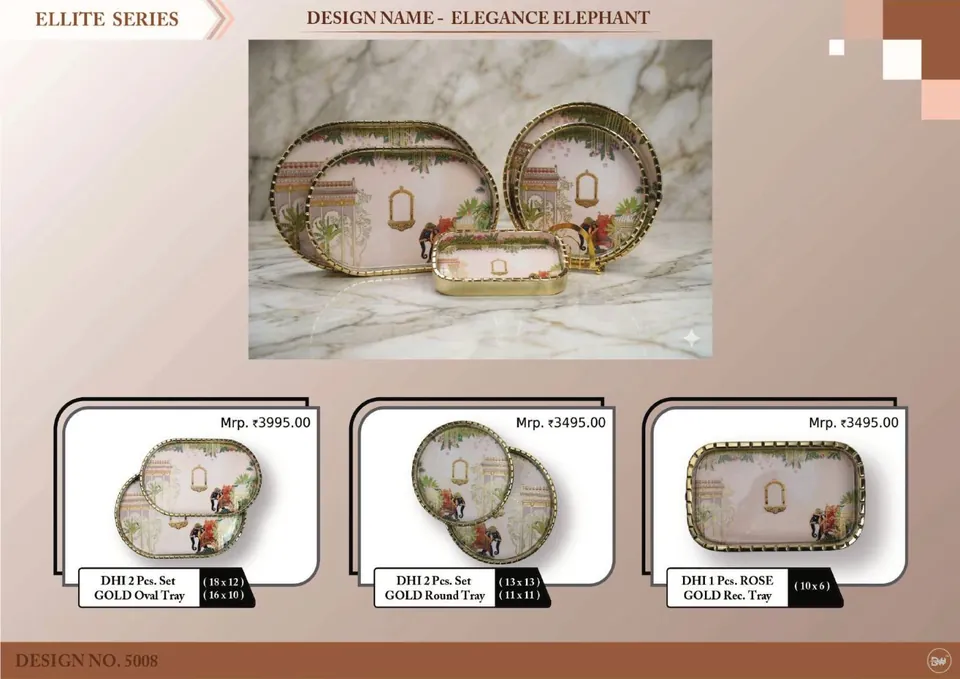 ELLITE SERIES
DESIGN NAME - ELEGANCE ELEPHANT
Mrp. ₹3995.00
DHI 2 Pcs. Set
GOLD Oval Tray
( 18 x 12 )
( 16 x 10 )
Mrp. ₹3495.00
DHI 2 Pcs. Set
GOLD Round Tray
( 13 x 13 )
( 11 x 11 )
Mrp. ₹3495.00
DHI 1 Pcs. ROSE
GOLD Rec. Tray
( 10 x 6 )
DESIGN NO. 5008